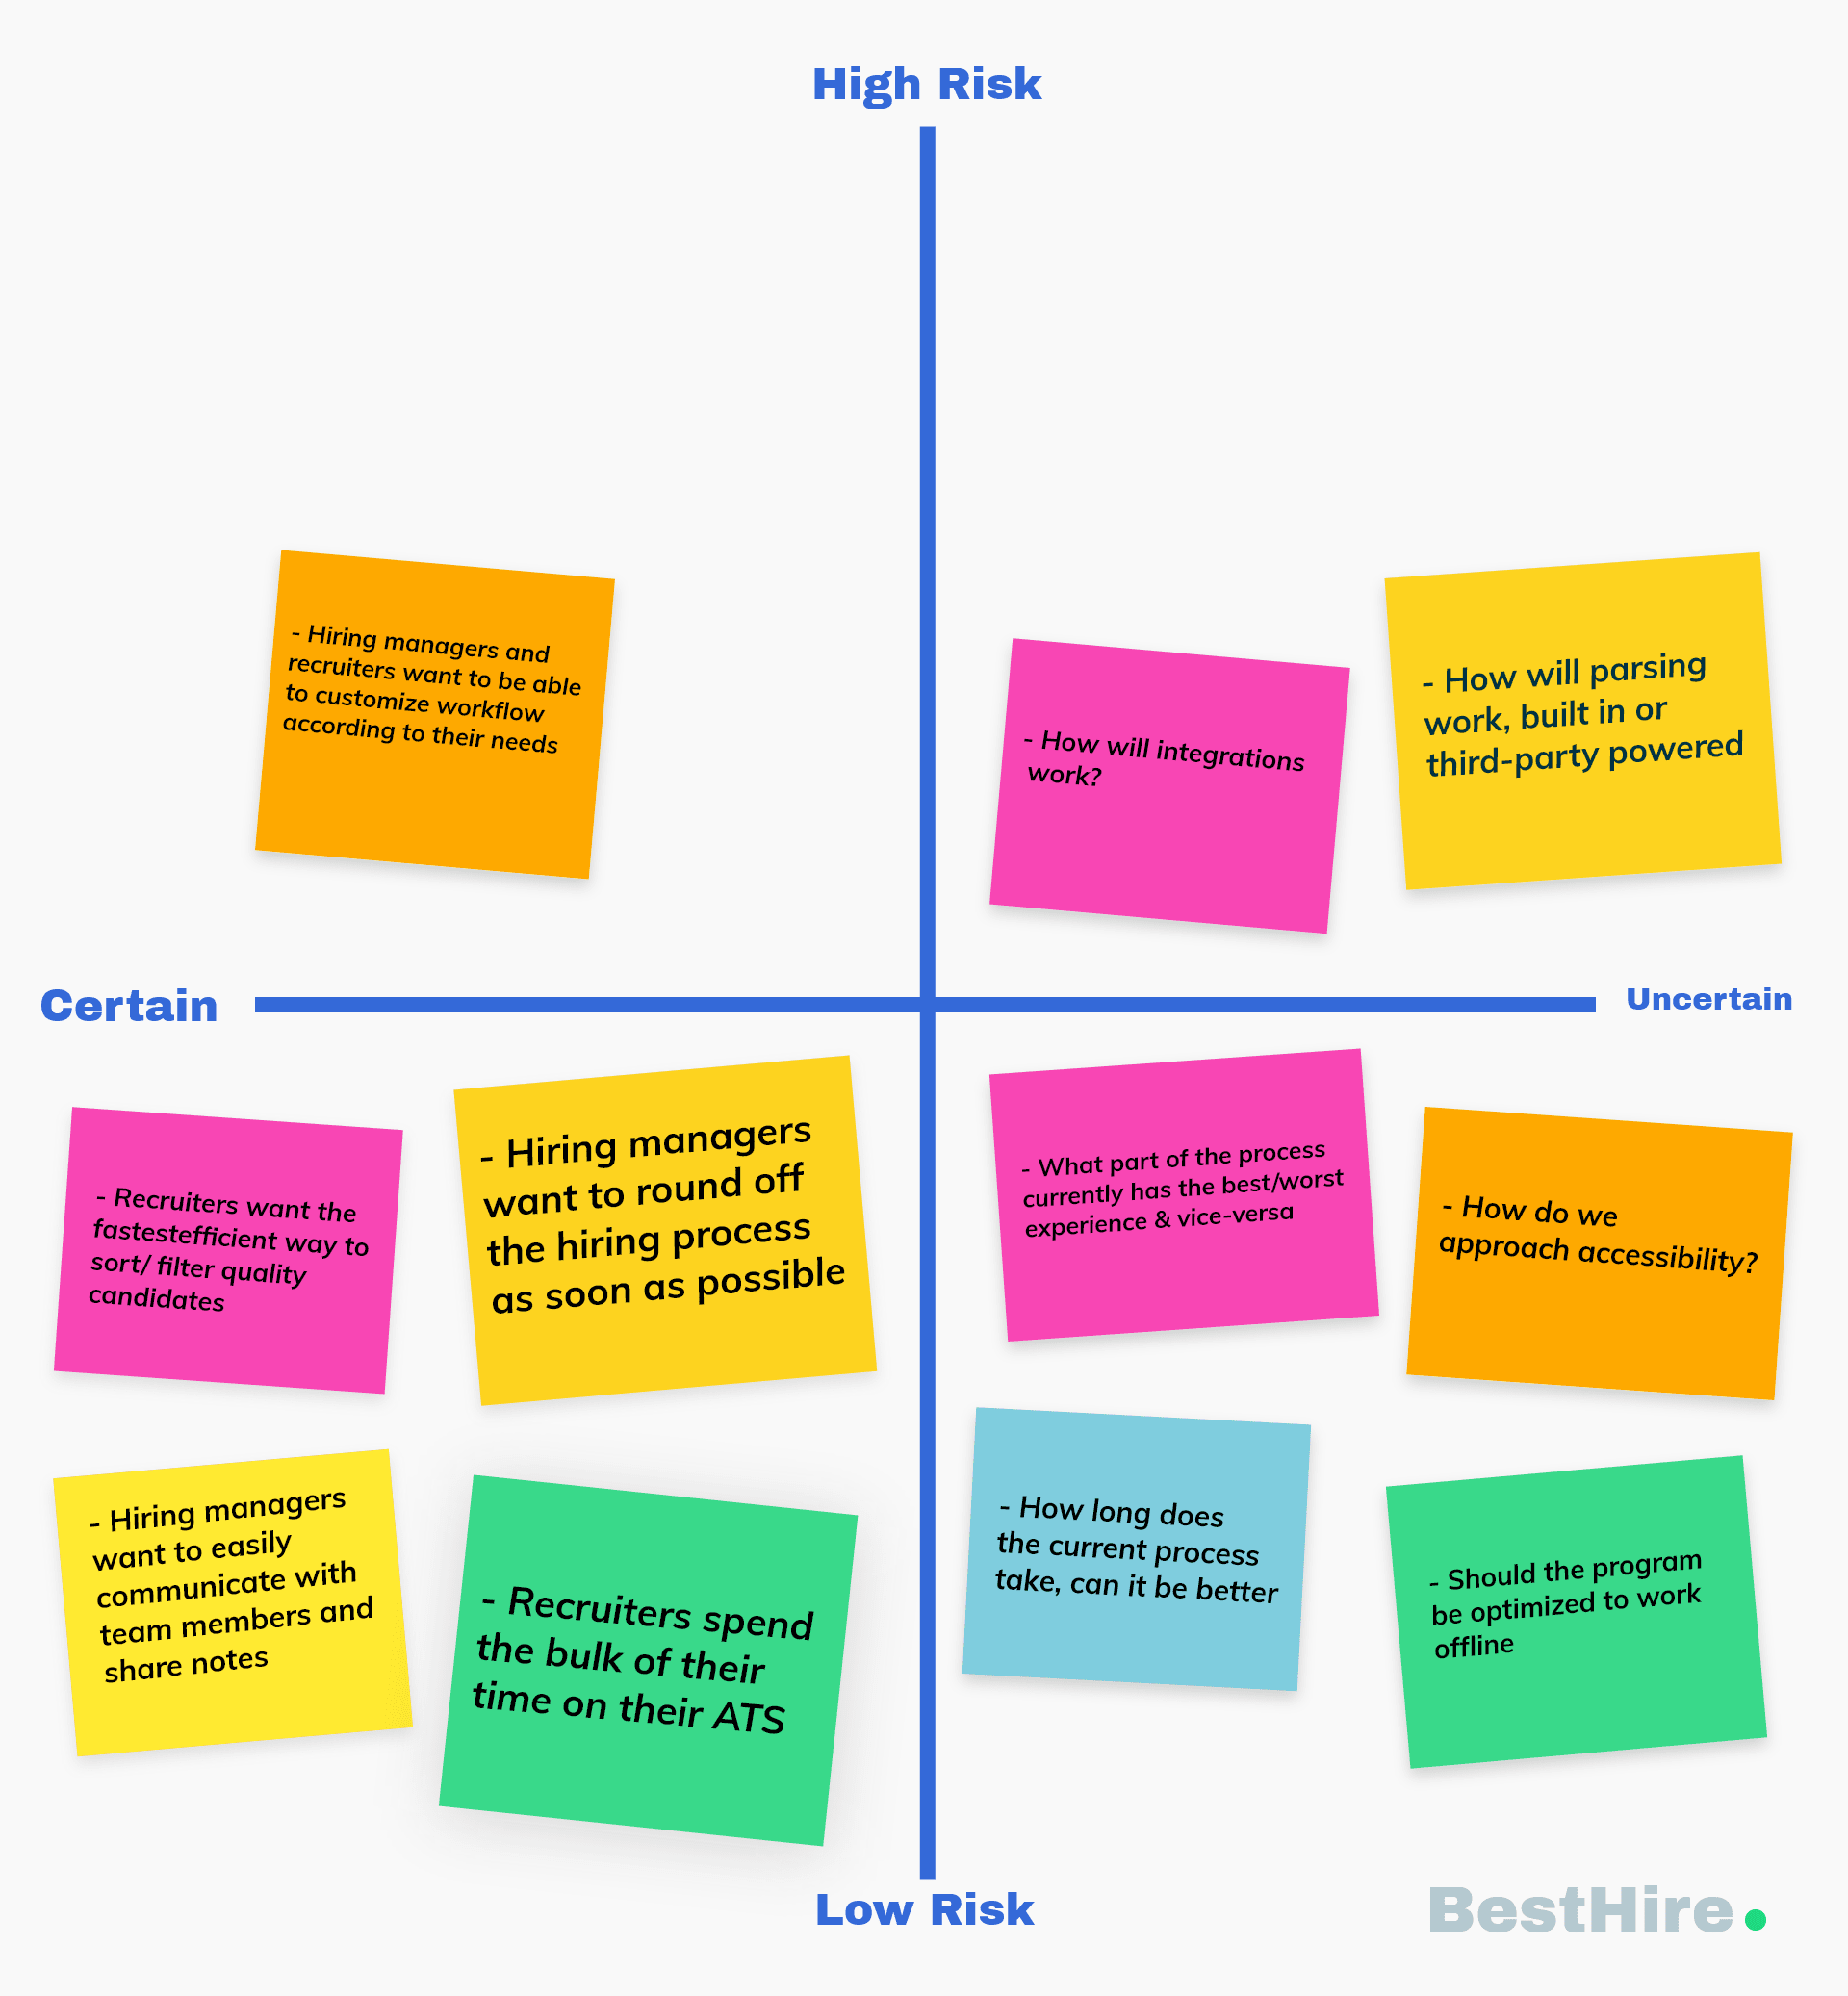 High Risk
- Hiring managers and
recruiters want to be able
to customize workflow
according to their needs
- How will integrations
work?
- How will parsing
work, built in or
third-party powered
Certain
Uncertain
- Recruiters want the
fastestefficient way to
sort/ filter quality
candidates
- Hiring managers
want to round off
the hiring process
as soon as possible
- What part of the process
currently has the best/worst
experience & vice-versa
- How do we
approach accessibility?
- Hiring managers
want to easily
communicate with
team members and
share notes
- Recruiters spend
the bulk of their
time on their ATS
- How long does
the current process
take, can it be better
- Should the program
be optimized to work
offline
Low Risk
BestHire.